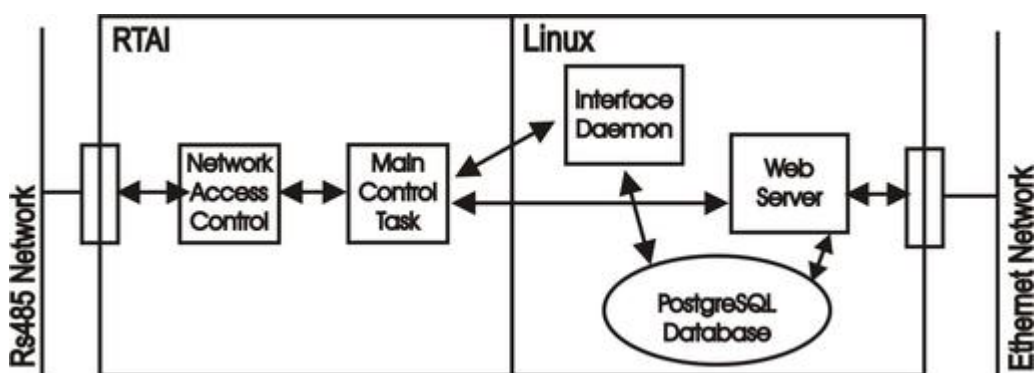 RTAI
Linux
Rs485 Network
Network
Access
Control
Main
Control
Task
Interface
Daemon
Web
Server
PostgreSQL
Database
Ethernet Network